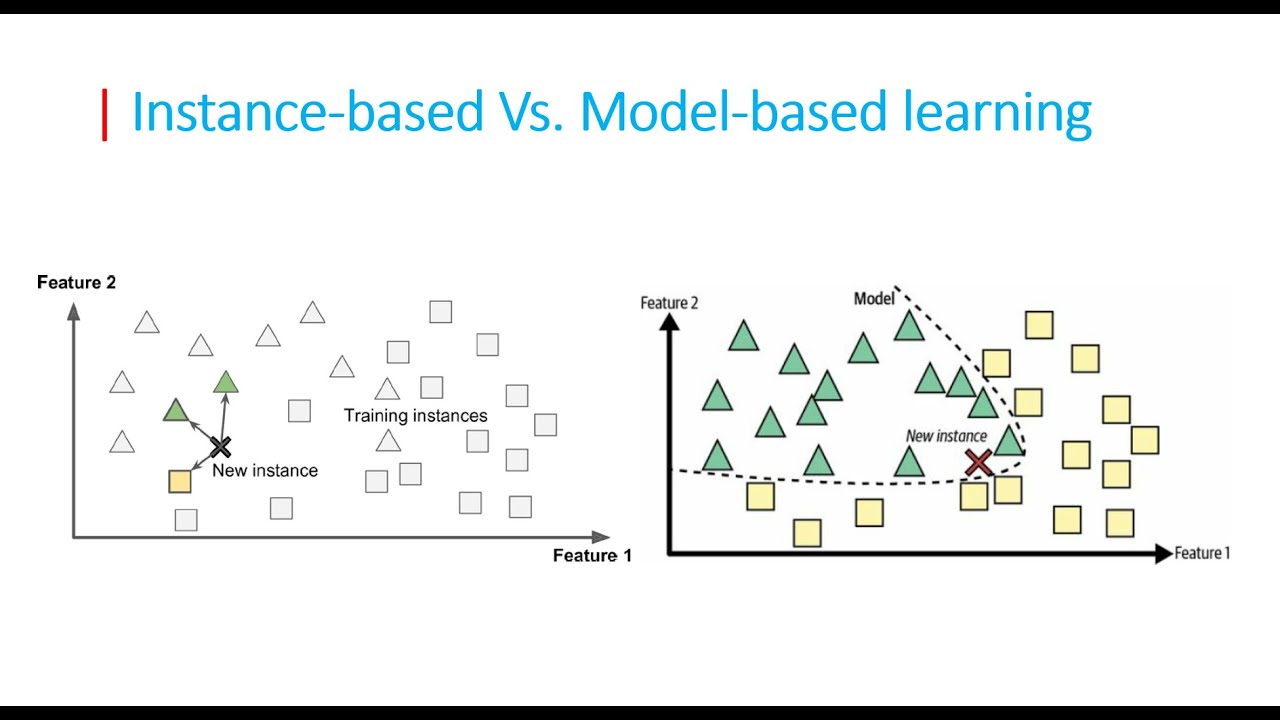 | Instance-based Vs. Model-based learning
Feature 2
Training instances
New instance
Feature 1
Feature 2
Model
New instance
Feature 1